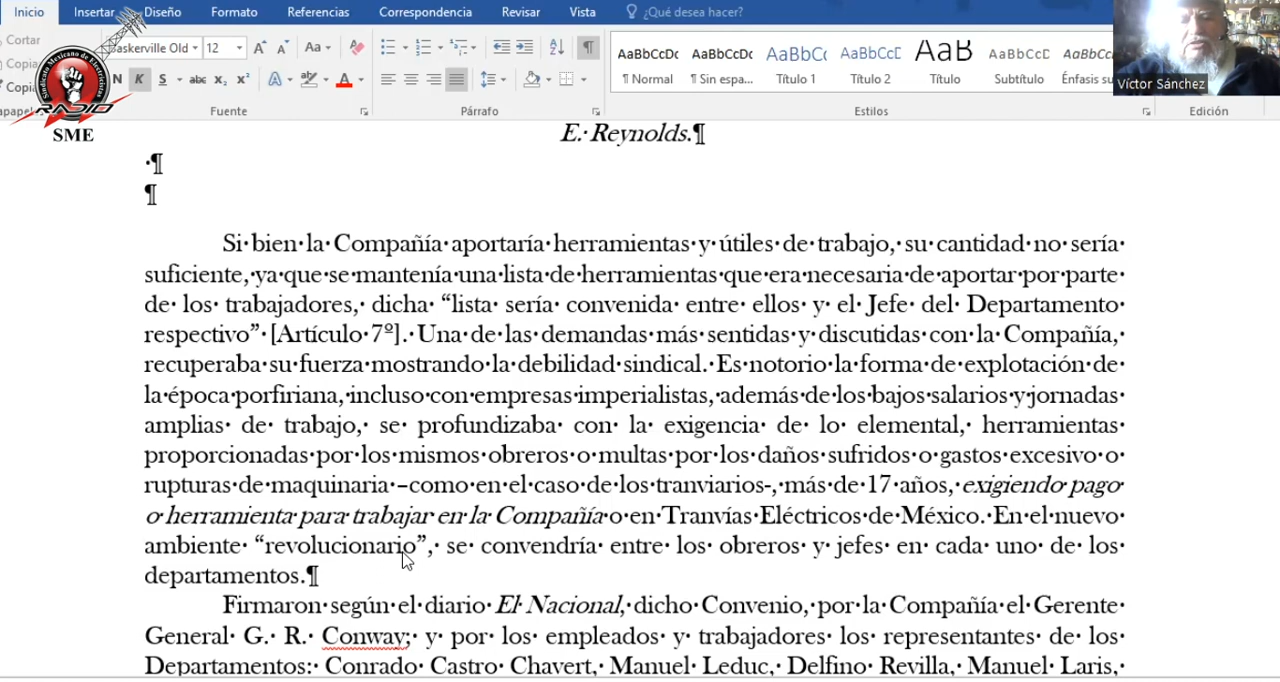 Inicio Insertar Diseño Formato Referencias Correspondencia Revisar Vista ¿Qué desea hacer?
Cortar
Baskerville Old 12 Aa
AaBbCcDc AaBbCcDc AaBbCc AaBbCcD AaB AaBbCcD
N K S abc x₂ x² A A
¶ Normal ¶ Sin espa... Título 1 Título 2 Título Subtítulo Énfasis su
Víctor Sánchez
Fuente Párrafo Estilos Edición
Sindicato Mexicano de Electricistas
RADIO
SME
E. Reynolds.¶
¶
¶
Si bien la Compañía aportaría herramientas y útiles de trabajo, su cantidad no sería
suficiente, ya que se mantenía una lista de herramientas que era necesaria de aportar por parte
de los trabajadores, dicha “lista sería convenida entre ellos y el Jefe del Departamento
respectivo” [Artículo 7º]. Una de las demandas más sentidas y discutidas con la Compañía,
recuperaba su fuerza mostrando la debilidad sindical. Es notorio la forma de explotación de
la época porfiriana, incluso con empresas imperialistas, además de los bajos salarios y jornadas
amplias de trabajo, se profundizaba con la exigencia de lo elemental, herramientas
proporcionadas por los mismos obreros o multas por los daños sufridos o gastos excesivo o
rupturas de maquinaria –como en el caso de los tranviarios-, más de 17 años, exigiendo pago
o herramienta para trabajar en la Compañía o en Tranvías Eléctricos de México. En el nuevo
ambiente “revolucionario”, se convendría entre los obreros y jefes en cada uno de los
departamentos.¶
Firmaron según el diario El Nacional, dicho Convenio, por la Compañía el Gerente
General G. R. Conway; y por los empleados y trabajadores los representantes de los
Departamentos: Conrado Castro Chavert, Manuel Leduc, Delfino Revilla, Manuel Laris,